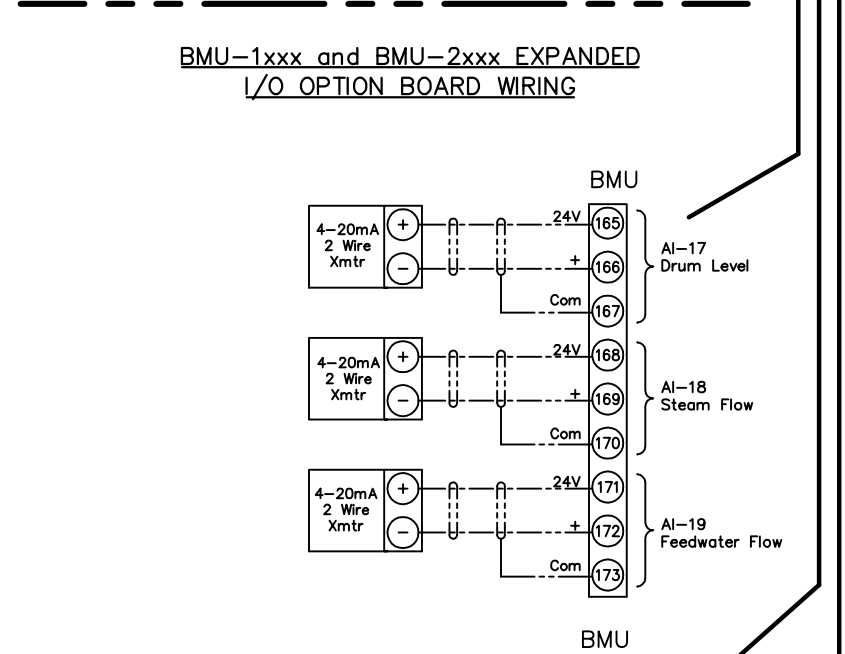 BMU-1xxx and BMU-2xxx EXPANDED
I/O OPTION BOARD WIRING
BMU
4-20mA
2 Wire
Xmtr
+
-
24V
165
+
166
Com
167
AI-17
Drum Level
4-20mA
2 Wire
Xmtr
+
-
24V
168
+
169
Com
170
AI-18
Steam Flow
4-20mA
2 Wire
Xmtr
+
-
24V
171
+
172
Com
173
AI-19
Feedwater Flow
BMU